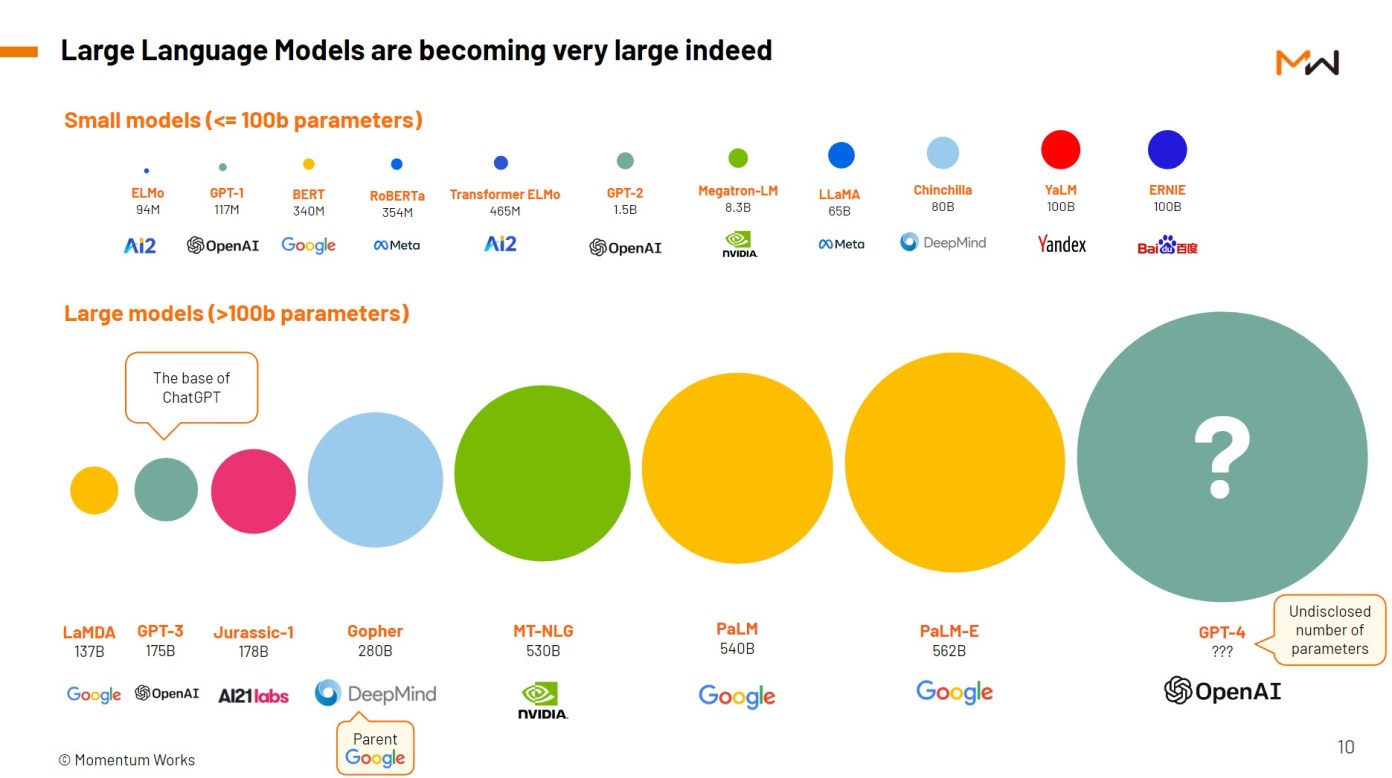 Large Language Models are becoming very large indeed
MW
Small models (<= 100b parameters)
ELMo
94M
Ai2
GPT-1
117M
OpenAI
BERT
340M
Google
RoBERTa
354M
Meta
Transformer ELMo
465M
Ai2
GPT-2
1.5B
OpenAI
Megatron-LM
8.3B
NVIDIA.
LLaMA
65B
Meta
Chinchilla
80B
DeepMind
YaLM
100B
Yandex
ERNIE
100B
Bai du 百度
Large models (>100b parameters)
The base of
ChatGPT
?
LaMDA
137B
Google
GPT-3
175B
OpenAI
Jurassic-1
178B
AI21labs
Gopher
280B
DeepMind
Parent
Google
MT-NLG
530B
NVIDIA.
PaLM
540B
Google
PaLM-E
562B
Google
GPT-4
???
OpenAI
Undisclosed
number of
parameters
© Momentum Works
10